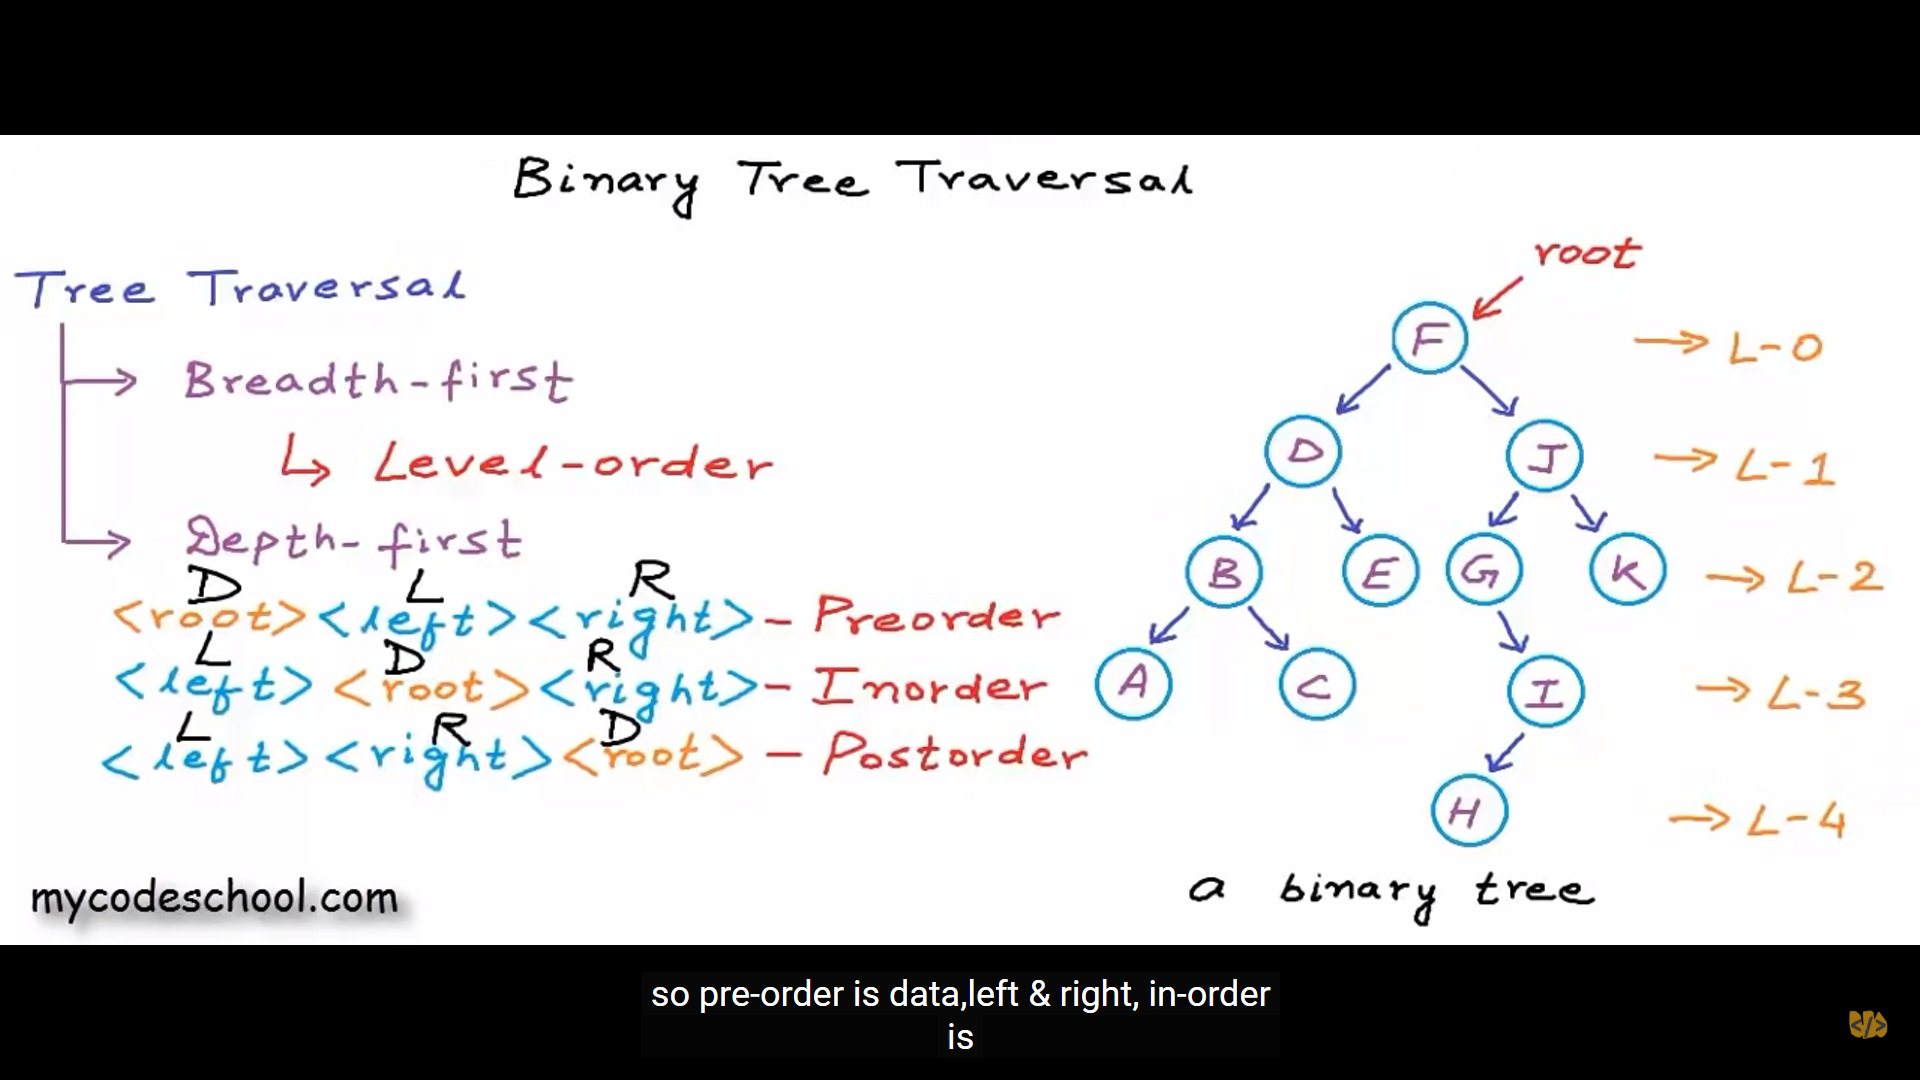 Binary Tree Traversal
Tree Traversal
→ Breadth-first
↳ Level-order
→ Depth-first
D L R
<root><left><right> - Preorder
L D R
<left><root><right> - Inorder
L R D
<left><right><root> - Postorder
root
F → L-0
D J → L-1
B E G K → L-2
A C I → L-3
H → L-4
a binary tree
mycodeschool.com
so pre-order is data,left & right, in-order
is